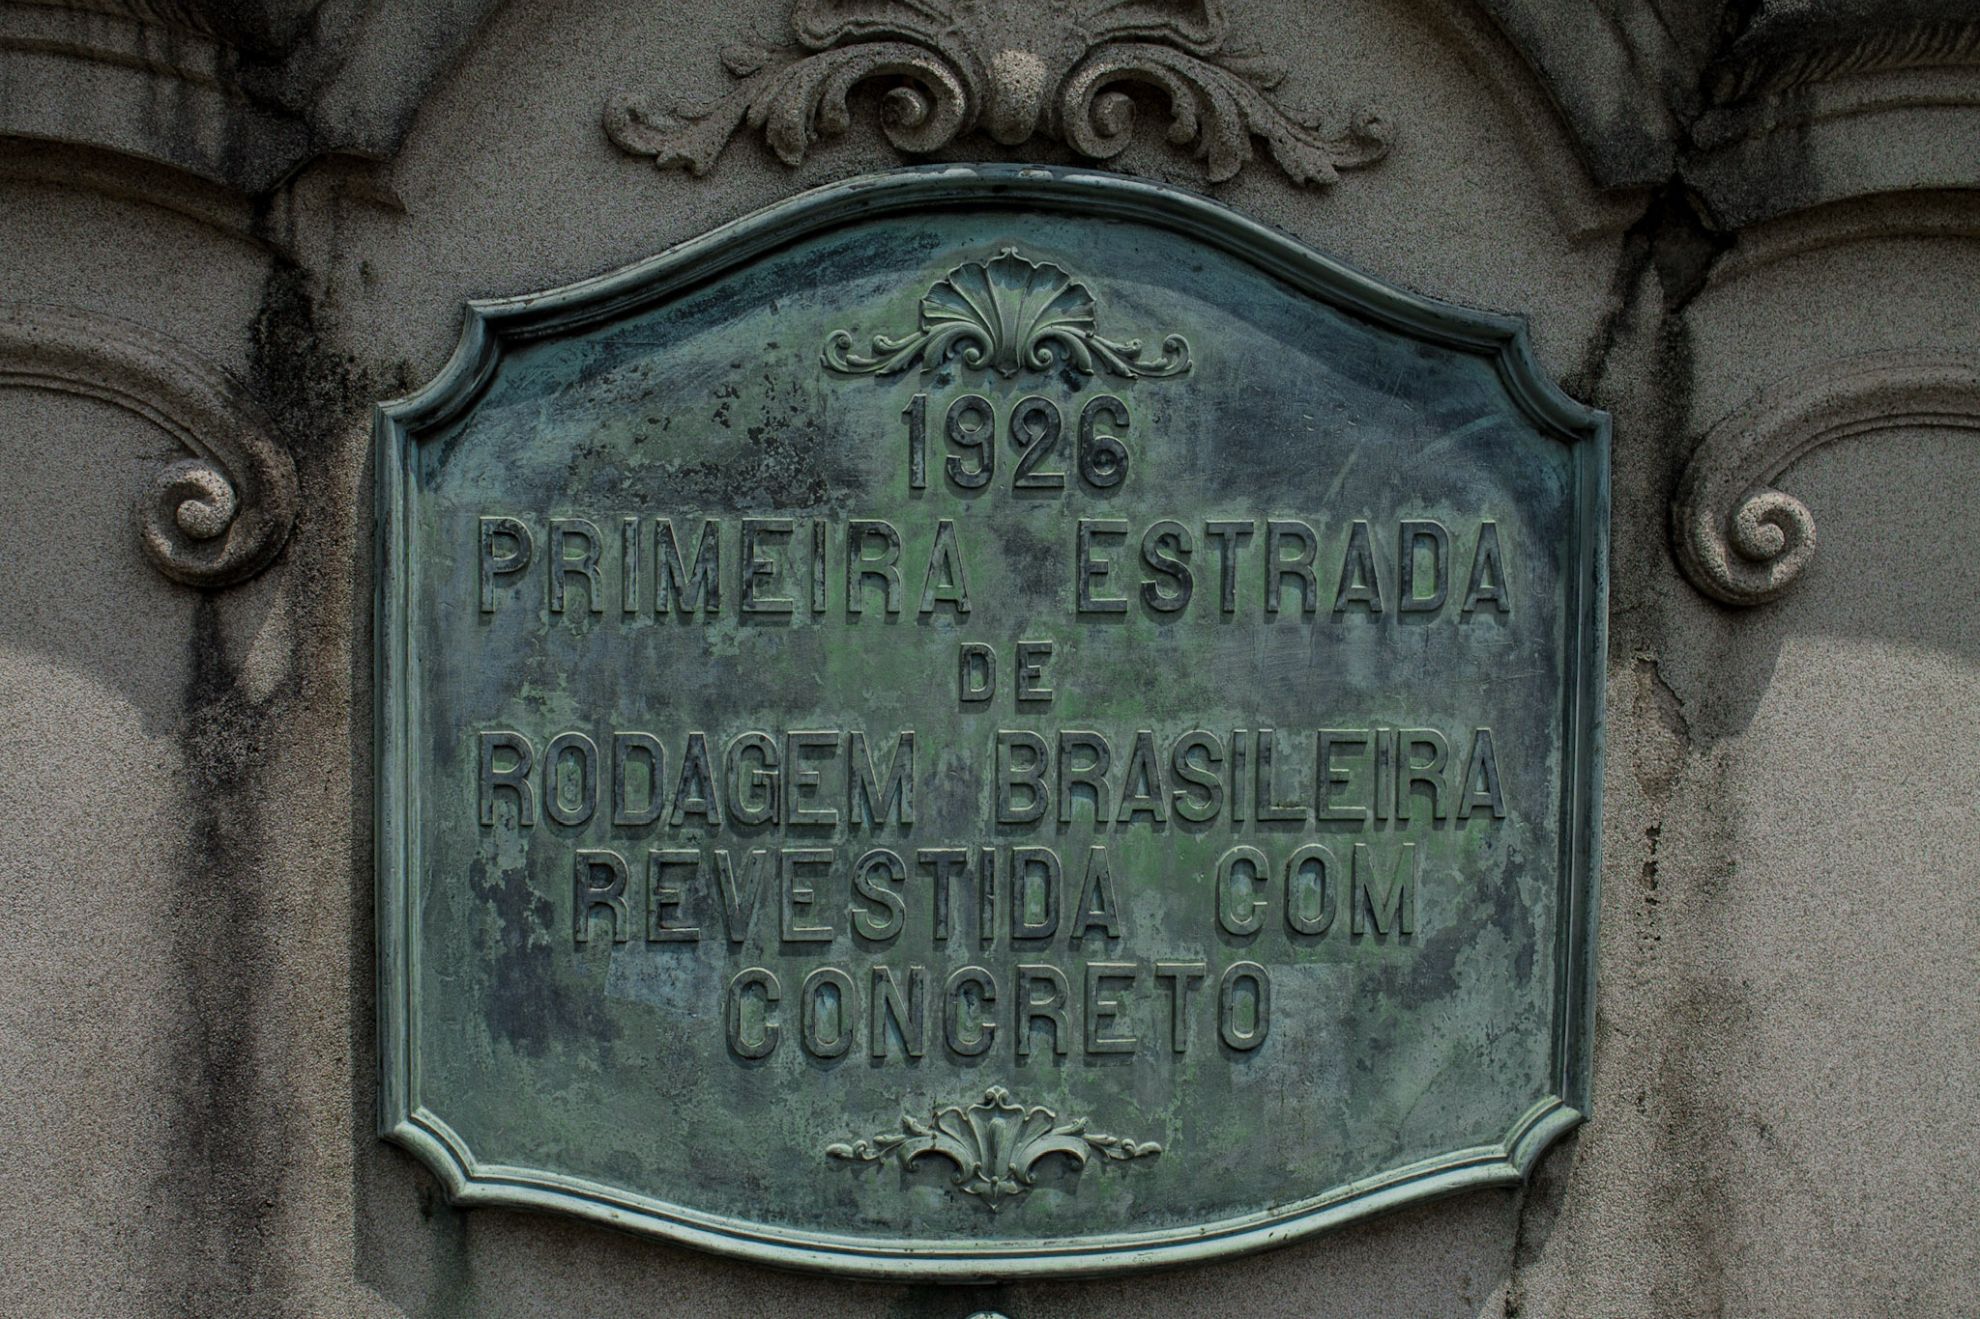 1926
PRIMEIRA ESTRADA
DE
RODAGEM BRASILEIRA
REVESTIDA COM
CONCRETO